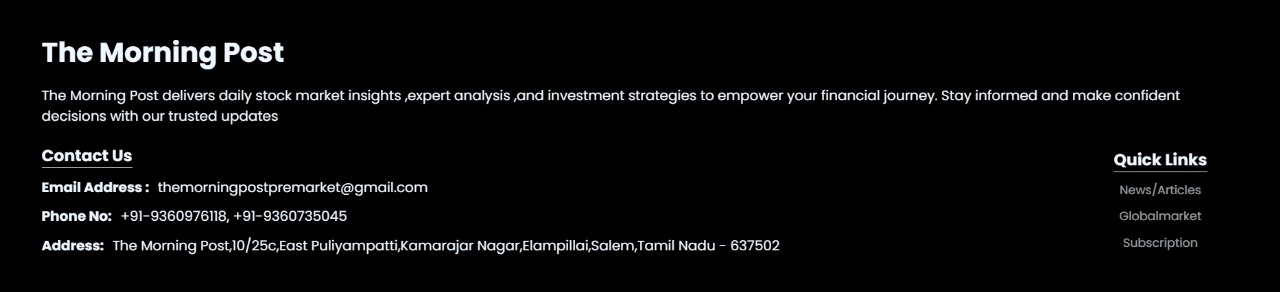 The Morning Post
The Morning Post delivers daily stock market insights ,expert analysis ,and investment strategies to empower your financial journey. Stay informed and make confident
decisions with our trusted updates
Contact Us
Email Address : themorningpostpremarket@gmail.com
Phone No: +91-9360976118, +91-9360735045
Address: The Morning Post,10/25c,East Puliyampatti,Kamarajar Nagar,Elampillai,Salem,Tamil Nadu - 637502
Quick Links
News/Articles
Globalmarket
Subscription